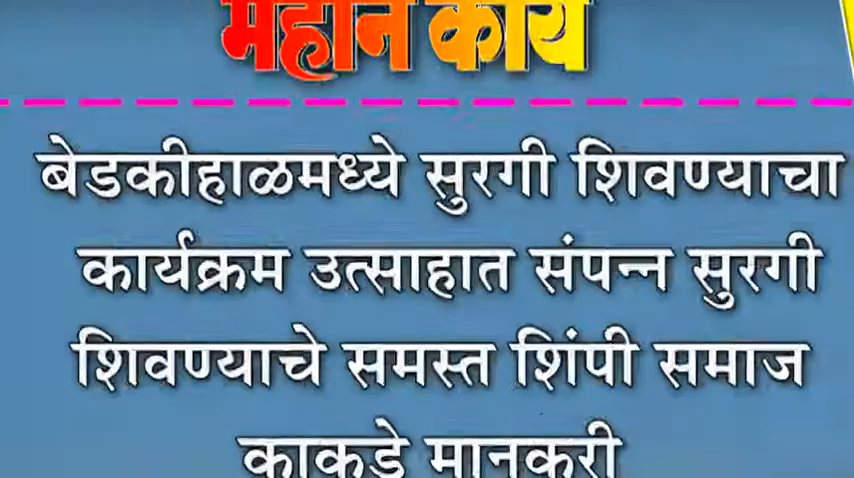 महान कार्य
बेडकीहाळमध्ये सुरगी शिवण्याचा
कार्यक्रम उत्साहात संपन्न सुरगी
शिवण्याचे समस्त शिंपी समाज
काकडे मानकरी